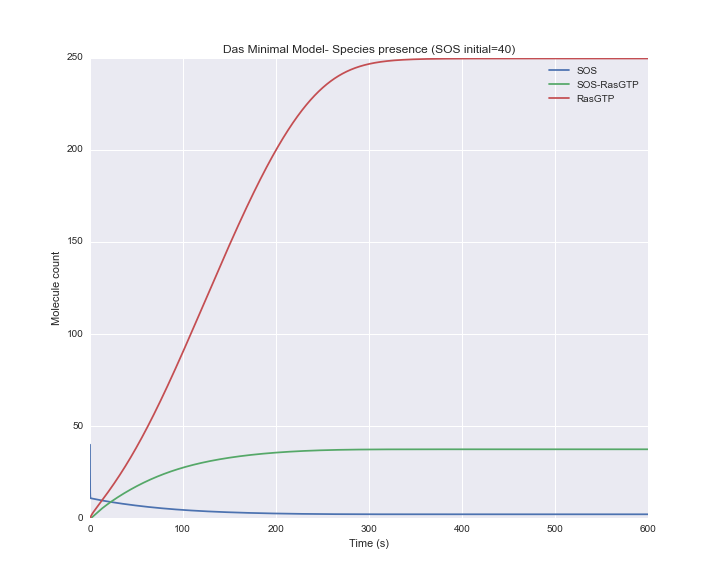 Das Minimal Model- Species presence (SOS initial=40)
250
200
150
100
50
0
Molecule count
SOS
SOS-RasGTP
RasGTP
0 100 200 300 400 500 600
Time (s)